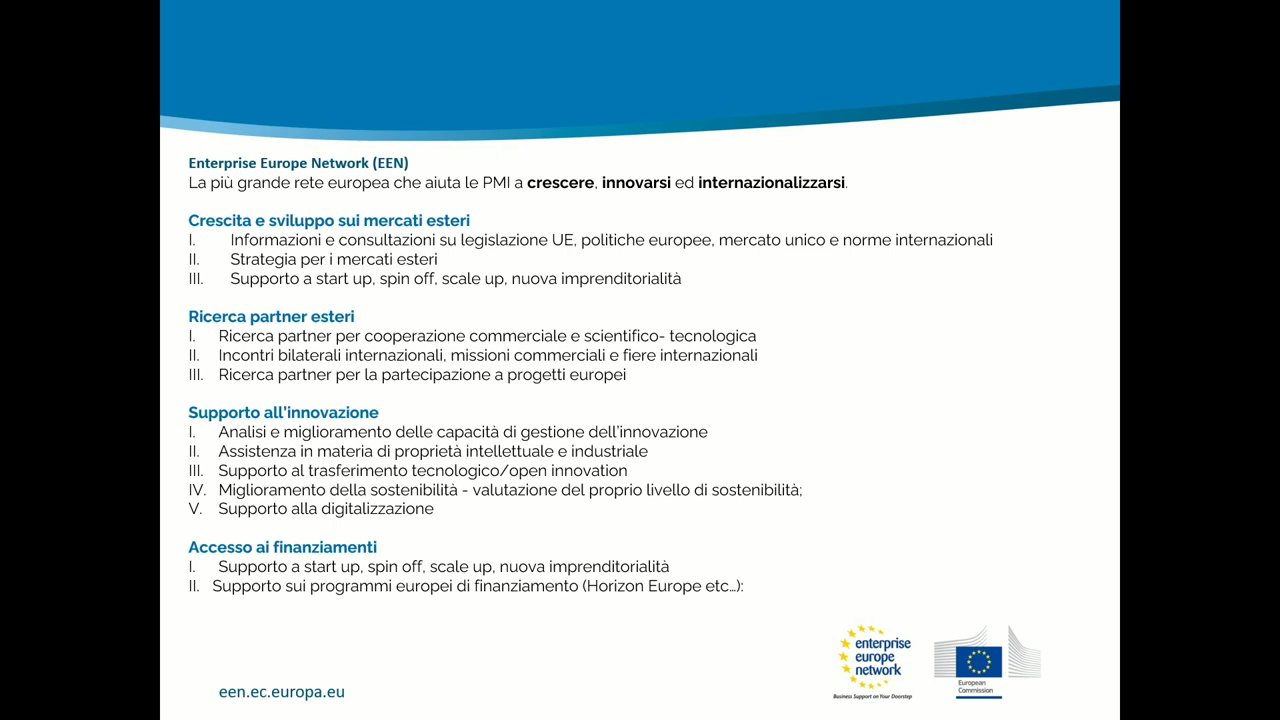 Enterprise Europe Network (EEN)
La più grande rete europea che aiuta le PMI a crescere, innovarsi ed internazionalizzarsi.
Crescita e sviluppo sui mercati esteri
I. Informazioni e consultazioni su legislazione UE, politiche europee, mercato unico e norme internazionali
II. Strategia per i mercati esteri
III. Supporto a start up, spin off, scale up, nuova imprenditorialità
Ricerca partner esteri
I. Ricerca partner per cooperazione commerciale e scientifico- tecnologica
II. Incontri bilaterali internazionali, missioni commerciali e fiere internazionali
III. Ricerca partner per la partecipazione a progetti europei
Supporto all'innovazione
I. Analisi e miglioramento delle capacità di gestione dell'innovazione
II. Assistenza in materia di proprietà intellettuale e industriale
III. Supporto al trasferimento tecnologico/open innovation
IV. Miglioramento della sostenibilità - valutazione del proprio livello di sostenibilità;
V. Supporto alla digitalizzazione
Accesso ai finanziamenti
I. Supporto a start up, spin off, scale up, nuova imprenditorialità
II. Supporto sui programmi europei di finanziamento (Horizon Europe etc…):
een.ec.europa.eu
enterprise
europe
network
Business Support on Your Doorstep
European
Commission